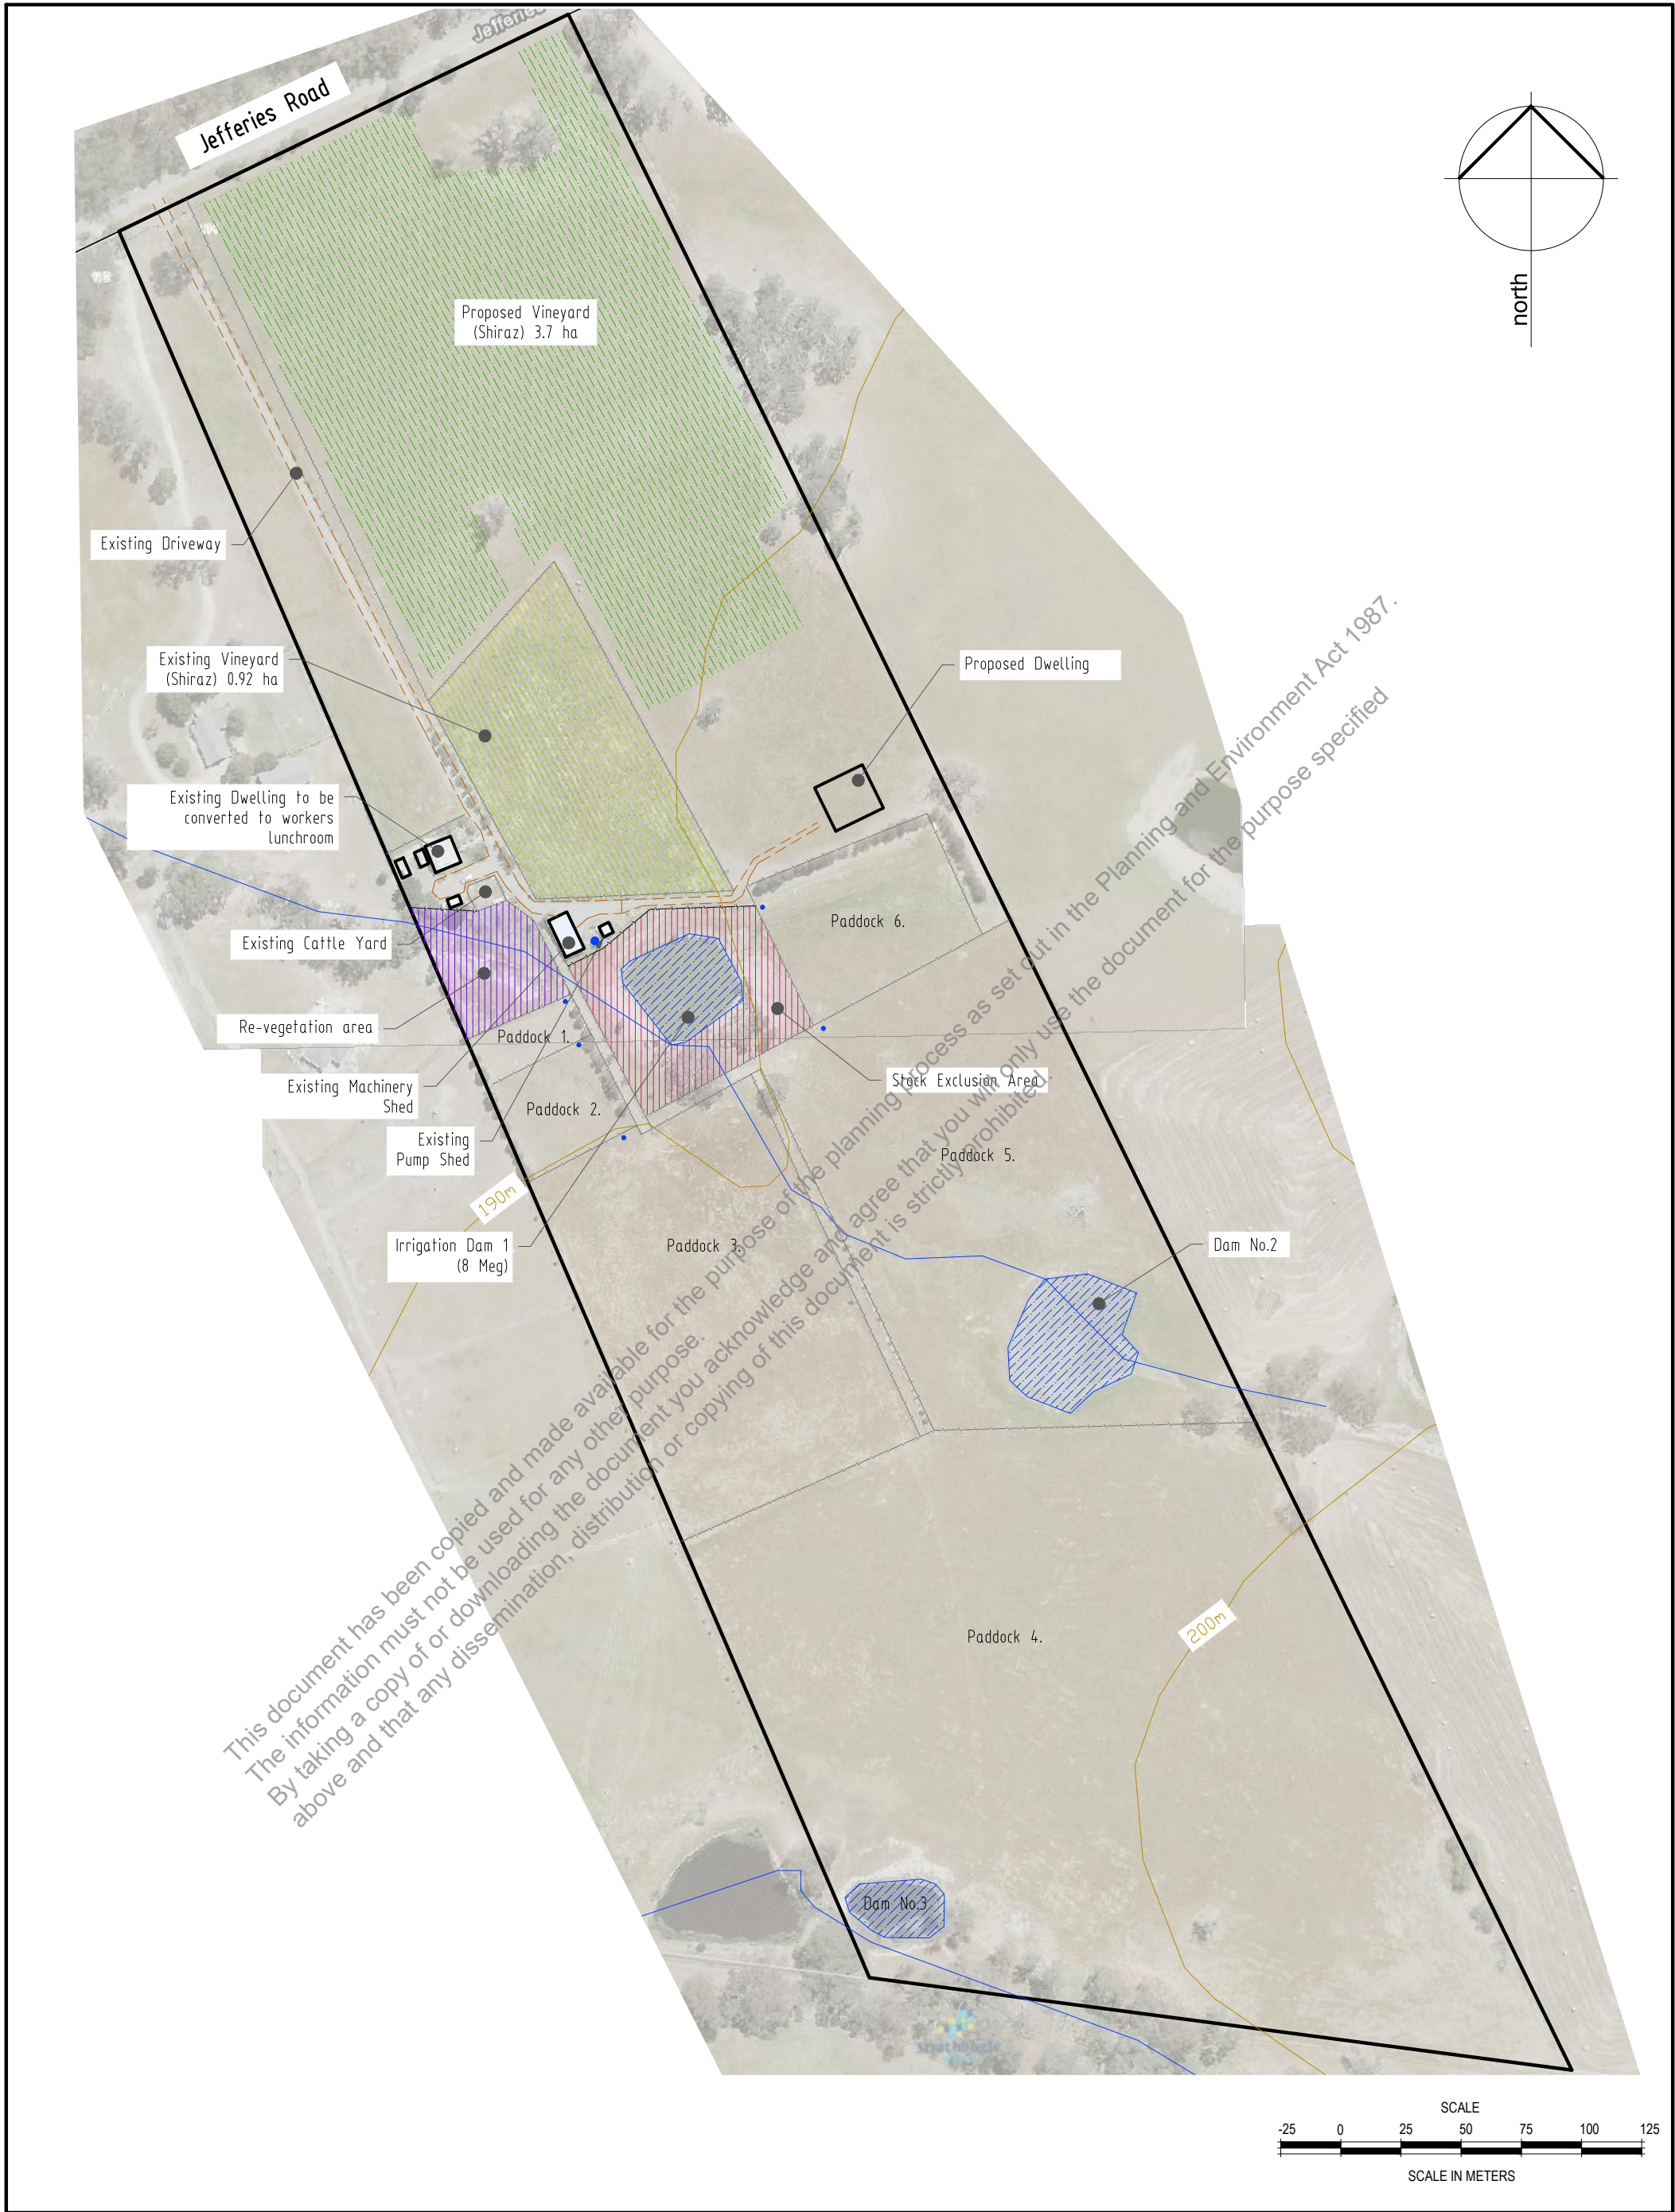 Jefferies
Jefferies Road
north
Proposed Vineyard
(Shiraz) 3.7 ha
Existing Driveway
Existing Vineyard
(Shiraz) 0.92 ha
Proposed Dwelling
Existing Dwelling to be
converted to workers
lunchroom
Paddock 6.
Existing Cattle Yard
Re-vegetation area
Paddock 1.
Existing Machinery
Shed
Stock Exclusion Area
Paddock 2.
Existing
Pump Shed
Paddock 5.
190m
Irrigation Dam 1
(8 Meg)
Paddock 3.
Dam No.2
200m
Paddock 4.
Dam No.3
Strathbogie
This document has been copied and made available for the purpose of the planning process as set out in the Planning and Environment Act 1987.
The information must not be used for any other purpose.
By taking a copy of or downloading the document you acknowledge and agree that you will only use the document for the purpose specified
above and that any dissemination, distribution or copying of this document is strictly prohibited.
SCALE
-25 0 25 50 75 100 125
SCALE IN METERS